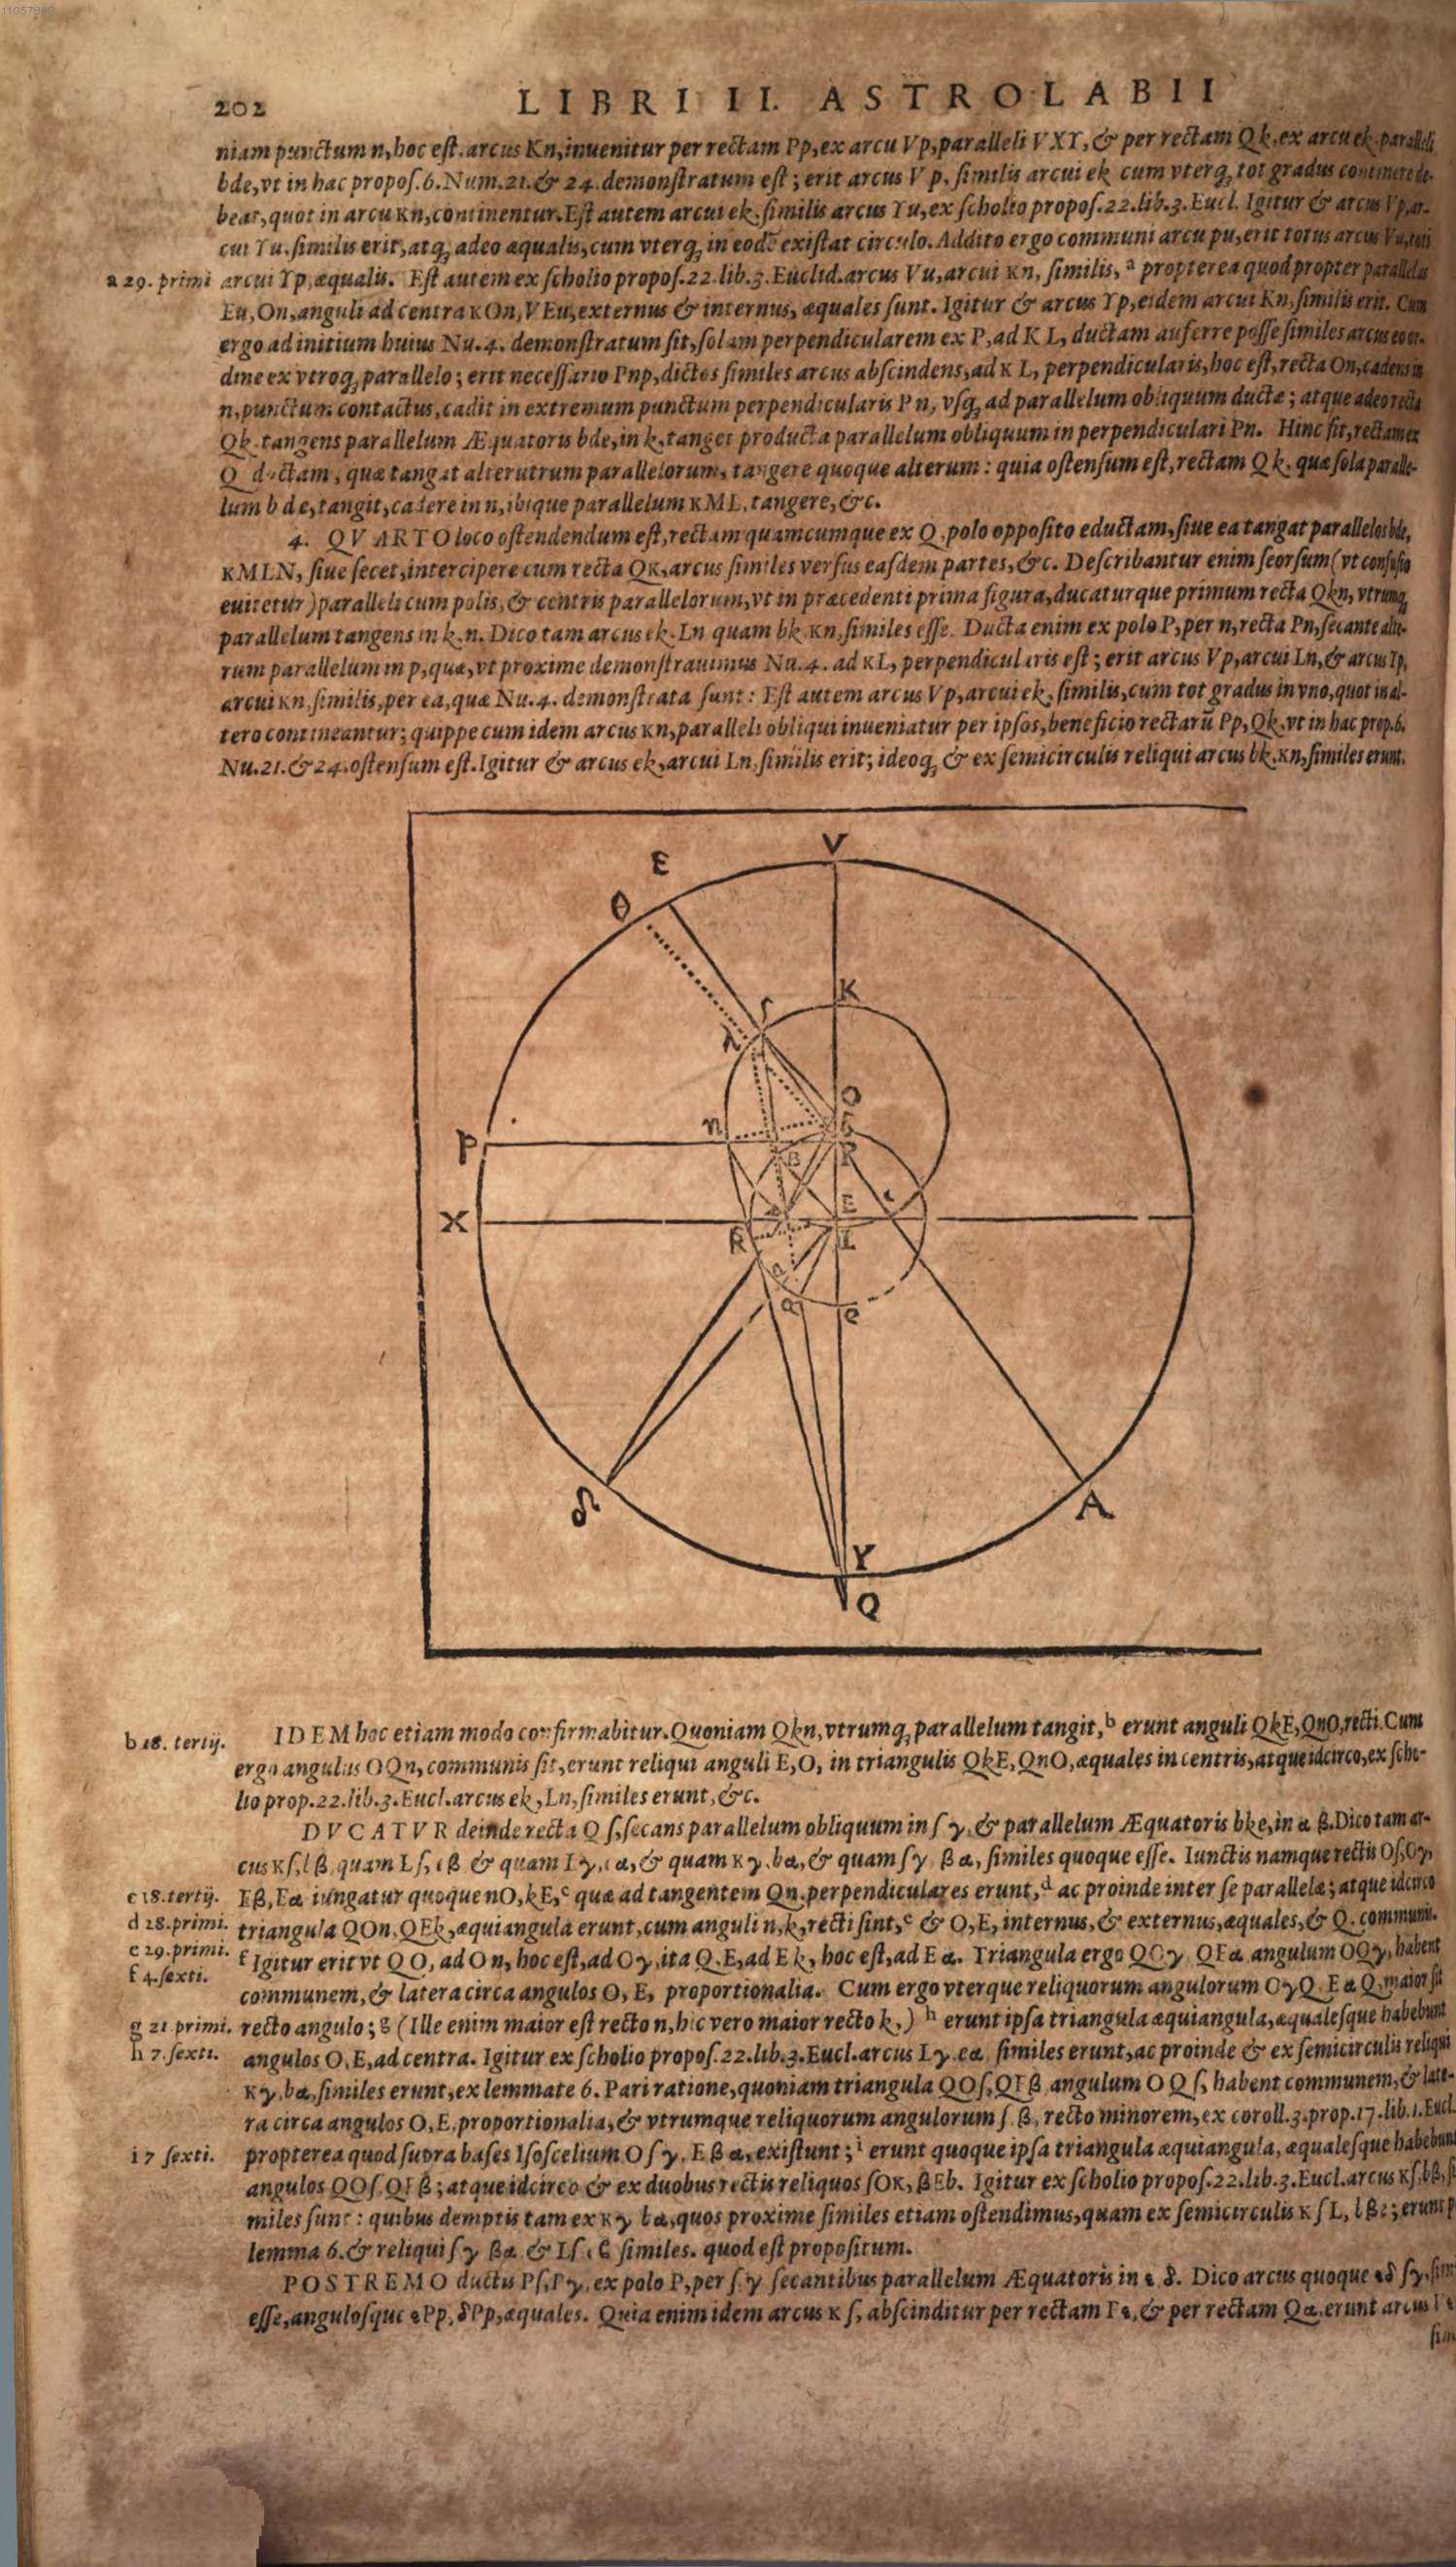 11057880
202 LIBRI II. ASTROLABII
niam punctum n, hoc est, arcus Kn, inuenitur per rectam Pp, ex arcu Vp, paralleli VXY, & per rectam Qk, ex arcu ek, paralleli
bde, vt in hac propos. 6. Num. 21. & 24. demonstratum est; erit arcus Vp, similis arcui ek cum vterq; tot gradus continere de-
beat, quot in arcu Kn, continentur. Est autem arcui ek, similis arcus Yu, ex scholio propos. 22. lib. 3. Eucl. Igitur & arcus Vp, ar-
cui Yu, similis erit, atq; adeo æqualis, cum vterq; in eodē existat circulo. Addito ergo communi arcu pu, erit totus arcus Vu, toti
a 29. primi arcui Yp, æqualis. Est autem ex scholio propos. 22. lib. 3. Euclid. arcus Vu, arcui Kn, similis, a propterea quod propter parallelas
Eu, On, anguli ad centra KOn, VEu, externus & internus, æquales sunt. Igitur & arcus Yp, eidem arcui Kn, similis erit. Cum
ergo ad initium huius Nu. 4. demonstratum sit, solam perpendicularem ex P, ad KL, ductam auferre posse similes arcus eoor-
dine ex vtroq; parallelo; erit necessario Pnp, dictos similes arcus abscindens, ad KL, perpendicularis, hoc est, recta On, cadens in
n, punctum contactus, cadit in extremum punctum perpendicularis Pn, vsq; ad parallelum obliquum ductæ; atque adeo recta
Qk. tangens parallelum Æquatoris bde, in k, tanget producta parallelum obliquum in perpendiculari Pn. Hinc fit, rectam ex
Q ductam, quæ tangat alterutrum parallelorum, tangere quoque alterum: quia ostensum est, rectam Qk, quæ sola paralle-
lum bde, tangit, cadere in n, ibique parallelum KML, tangere, &c.
4. QVARTO loco ostendendum est, rectam quamcumque ex Q, polo opposito eductam, siue ea tangat parallelos bde,
KMLN, siue secet, intercipere cum recta QK, arcus similes versus easdem partes, &c. Describantur enim seorsum (vt confusio
euitetur) paralleli cum polis, & centris parallelorum, vt in præcedenti prima figura, ducaturque primum recta Qkn, vtrumq;
parallelum tangens in k, n. Dico tam arcus ek, Ln quam bk, Kn, similes esse. Ducta enim ex polo P, per n, recta Pn, secante alte-
rum parallelum in p, quæ, vt proxime demonstrauimus Nu. 4. ad KL, perpendicularis est; erit arcus Vp, arcui Ln, & arcus Yp,
arcui Kn, similis, per ea, quæ Nu. 4. demonstrata sunt: Est autem arcus Vp, arcui ek, similis, cum tot gradus in vno, quot in al-
tero contineantur; quippe cum idem arcus Kn, paralleli obliqui inueniatur per ipsos, beneficio rectarū Pp, Qk, vt in hac prop. 6.
Nu. 21. & 24. ostensum est. Igitur & arcus ek, arcui Ln, similis erit; ideoq; & ex semicirculis reliqui arcus bk, Kn, similes erunt.
V
E
θ
K
ſ
λ
O
n
R
P
B
E
X
L
R
α
e
δ
A
Y
Q
b 18. tertij. IDEM hoc etiam modo confirmabitur. Quoniam Qkn, vtrumq; parallelum tangit, b erunt anguli QkE, QnO, recti. Cum
ergo angulus OQn, communis sit, erunt reliqui anguli E, O, in triangulis QkE, QnO, æquales in centris, atque idcirco, ex scho-
lio prop. 22. lib. 3. Eucl. arcus ek, Ln, similes erunt, &c.
DVCATVR deinde recta Qſ, secans parallelum obliquum in ſ γ, & parallelum Æquatoris bke, in α β. Dico tam ar-
cus Kſ, lβ, quam Lſ, εβ & quam Lγ, εα, & quam Kγ, bα, & quam ſγ βα, similes quoque esse. Iunctis namque rectis Oſ, Oγ,
c 18. tertij. Eβ, Eα iungatur quoque nO, kE, c quæ ad tangentem Qn, perpendiculares erunt, d ac proinde inter se parallelæ; atque idcirco
d 28. primi. triangula QOn, QEk, æquiangula erunt, cum anguli n, k, recti sint, e & O, E, internus, & externus, æquales, & Q. communis.
e 29. primi. f Igitur erit vt QO, ad On, hoc est, ad Oγ, ita QE, ad Ek, hoc est, ad Eα. Triangula ergo QOγ QEα angulum OQγ, habent
f 4. sexti. communem, & latera circa angulos O, E, proportionalia. Cum ergo vterque reliquorum angulorum OγQ, EαQ, maior sit
g 21 primi. recto angulo; g (Ille enim maior est recto n, hic vero maior recto k,) h erunt ipsa triangula æquiangula, æqualesque habebunt
h 7. sexti. angulos O, E, ad centra. Igitur ex scholio propos. 22. lib. 3. Eucl. arcus Lγ, eα, similes erunt, ac proinde & ex semicirculis reliqui
Kγ, bα, similes erunt, ex lemmate 6. Pari ratione, quoniam triangula QOſ, QEβ angulum OQſ, habent communem, & late-
ra circa angulos O, E, proportionalia, & vtrumque reliquorum angulorum ſ, β, recto minorem, ex coroll. 3. prop. 17. lib. 1. Eucl.
i 7 sexti. propterea quod supra bases Isoscelium Oſγ, Eβα, existunt; i erunt quoque ipsa triangula æquiangula, æqualesque habebunt
angulos QOſ, QEβ; atque idcirco & ex duobus rectis reliquos ſOK, βEb. Igitur ex scholio propos. 22. lib. 3. Eucl. arcus Kſ, bβ, si-
miles sunt: quibus demptis tam ex Kγ bα, quos proxime similes etiam ostendimus, quam ex semicirculis KſL, lβe; erunt p
lemma 6. & reliqui ſγ βα & Lſ, εβ similes. quod est propositum.
POSTREMO ductis Pſ, Pγ, ex polo P, per ſ, γ secantibus parallelum Æquatoris in ε, δ. Dico arcus quoque εδ ſγ, sim
esse, angulosque εPp, δPp, æquales. Quia enim idem arcus Kſ, abscinditur per rectam Pε, & per rectam Qα, erunt arcus
sim